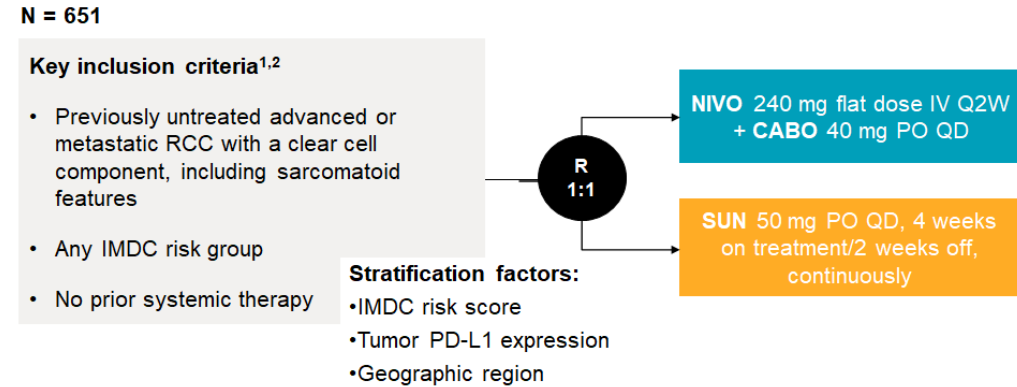 N = 651
Key inclusion criteria1,2
• Previously untreated advanced or
metastatic RCC with a clear cell
component, including sarcomatoid
features
• Any IMDC risk group
• No prior systemic therapy
Stratification factors:
•IMDC risk score
•Tumor PD-L1 expression
•Geographic region
R
1:1
NIVO 240 mg flat dose IV Q2W
+ CABO 40 mg PO QD
SUN 50 mg PO QD, 4 weeks
on treatment/2 weeks off,
continuously